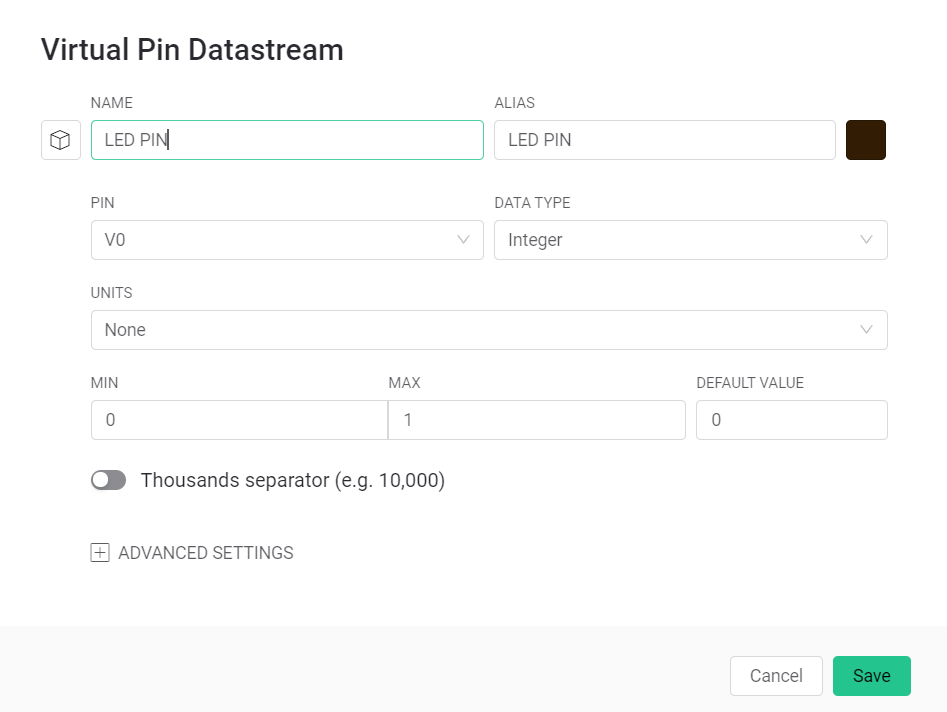 Virtual Pin Datastream
NAME ALIAS
LED PIN LED PIN
PIN DATA TYPE
V0 Integer
UNITS
None
MIN MAX DEFAULT VALUE
0 1 0
Thousands separator (e.g. 10,000)
ADVANCED SETTINGS
Cancel Save